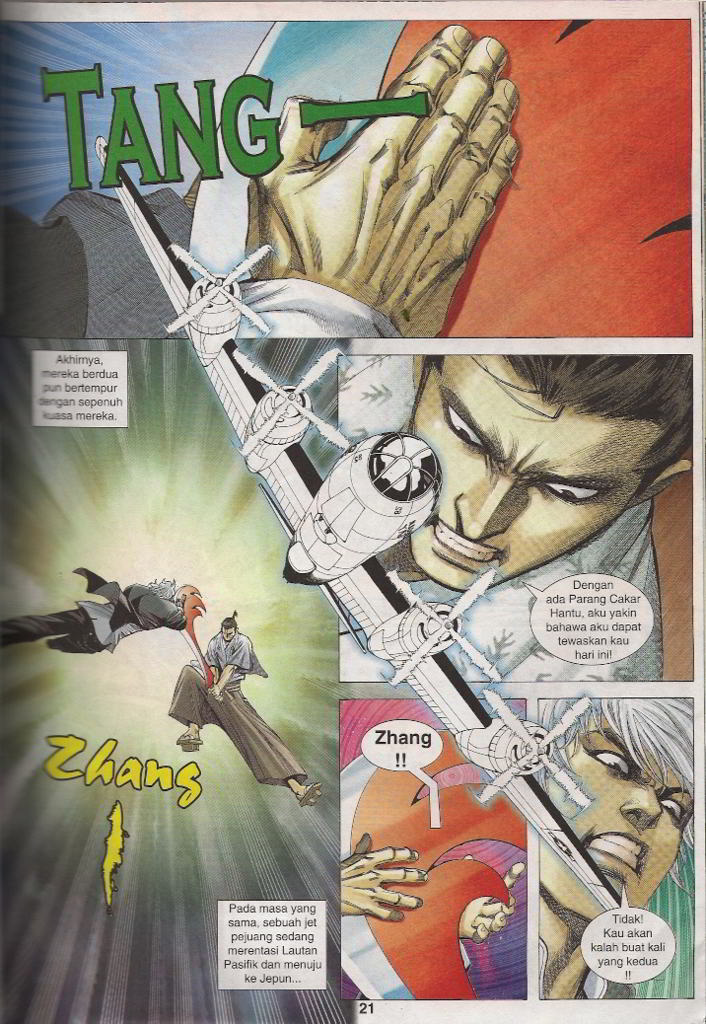 TANG—
Akhirnya,
mereka berdua
pun bertempur
dengan sepenuh
kuasa mereka.
Dengan
ada Parang Cakar
Hantu, aku yakin
bahawa aku dapat
tewaskan kau
hari ini!
Zhang
!
Zhang
!!
Tidak!
Kau akan
kalah buat kali
yang kedua
!!
Pada masa yang
sama, sebuah jet
pejuang sedang
merentasi Lautan
Pasifik dan menuju
ke Jepun...
21